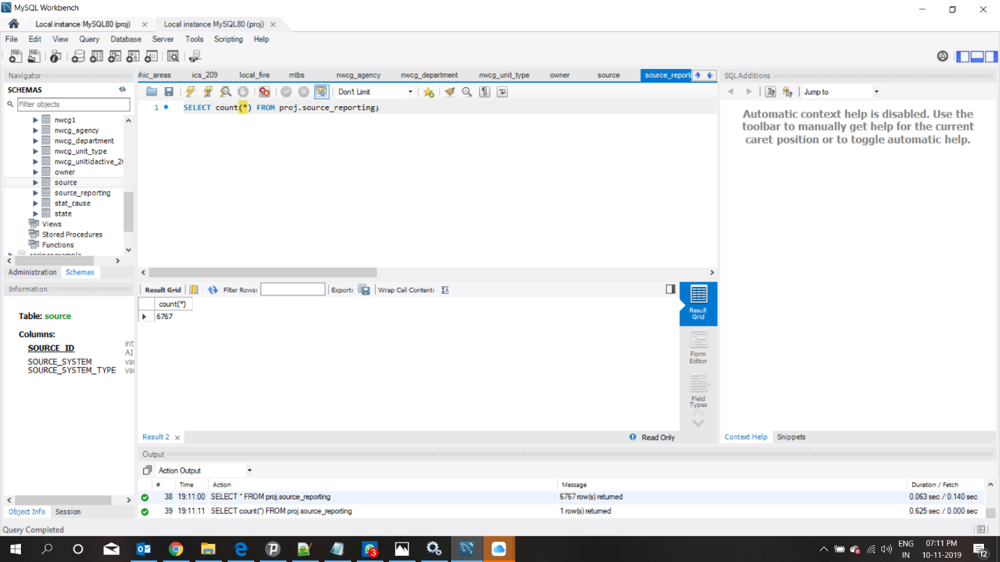 MySQL Workbench
Local instance MySQL80 (proj) Local instance MySQL80 (proj)
File Edit View Query Database Server Tools Scripting Help
Navigator
SCHEMAS
Filter objects
nwcg1
nwcg_agency
nwcg_department
nwcg_unit_type
nwcg_unitidactive_20
owner
source
source_reporting
stat_cause
state
Views
Stored Procedures
Functions
Administration Schemas
Information
Table: source
Columns:
SOURCE_ID int
AI
SOURCE_SYSTEM var
SOURCE_SYSTEM_TYPE var
Object Info Session
Query Completed
hic_areas ics_209 local_fire mtbs nwcg_agency nwcg_department nwcg_unit_type owner source source_reporti
Don't Limit
1 SELECT count(*) FROM proj.source_reporting;
Result Grid Filter Rows: Export: Wrap Cell Content:
count(*)
6767
Result
Grid
Form
Editor
Field
Types
Result 2 Read Only
SQLAdditions
Jump to
Automatic context help is disabled. Use the
toolbar to manually get help for the current
caret position or to toggle automatic help.
Context Help Snippets
Output
Action Output
# Time Action Message Duration / Fetch
38 19:11:00 SELECT * FROM proj.source_reporting 6767 row(s) returned 0.063 sec / 0.140 sec
39 19:11:11 SELECT count(*) FROM proj.source_reporting 1 row(s) returned 0.625 sec / 0.000 sec
3
ENG
IN
07:11 PM
10-11-2019
12